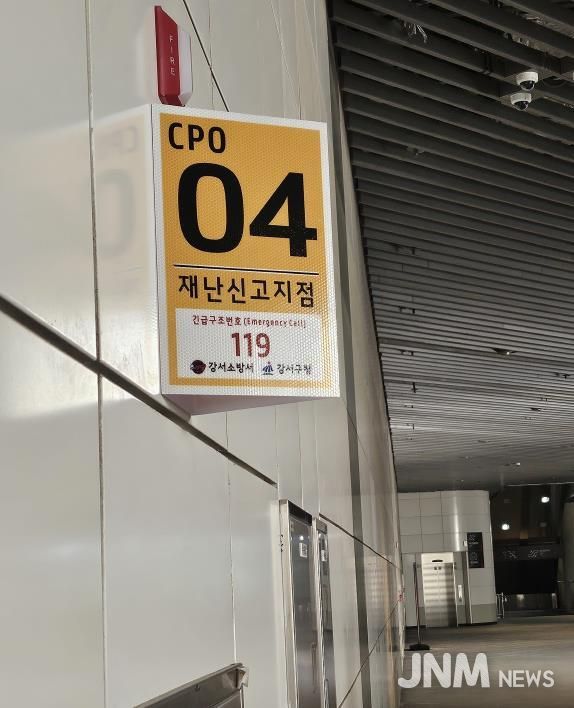 FIRE
CPO
04
재난신고지점
긴급구조번호 (Emergency Call)
119
강서소방서 강서구청
JNM NEWS